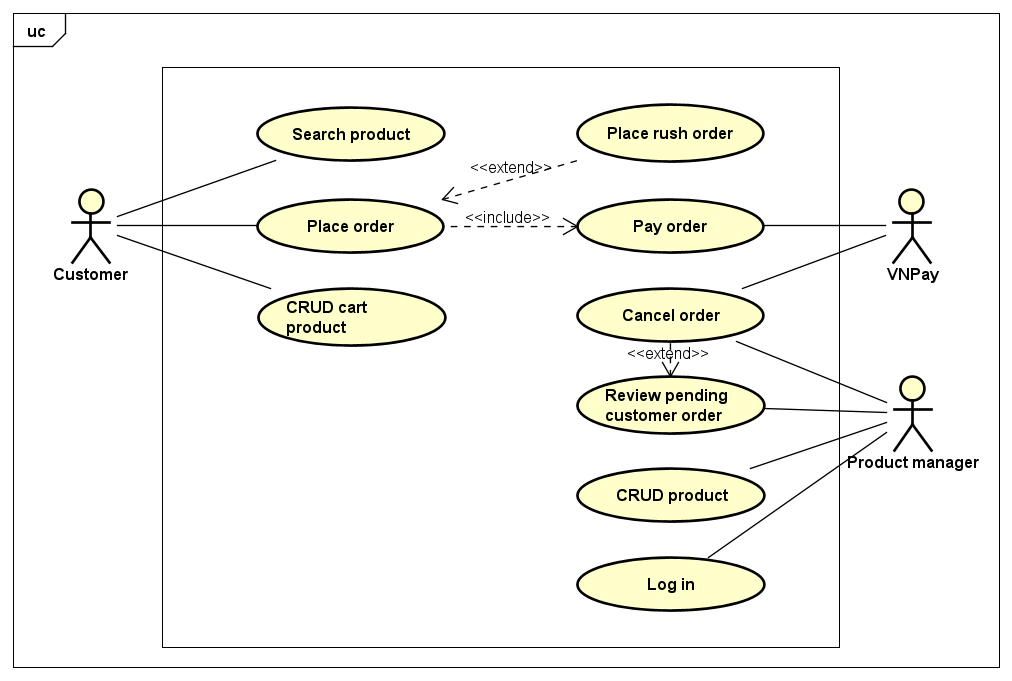 uc
Search product
Place rush order
<<extend>>
Place order
<<include>>
Pay order
Customer
VNPay
CRUD cart
product
Cancel order
<<extend>>
Review pending
customer order
Product manager
CRUD product
Log in